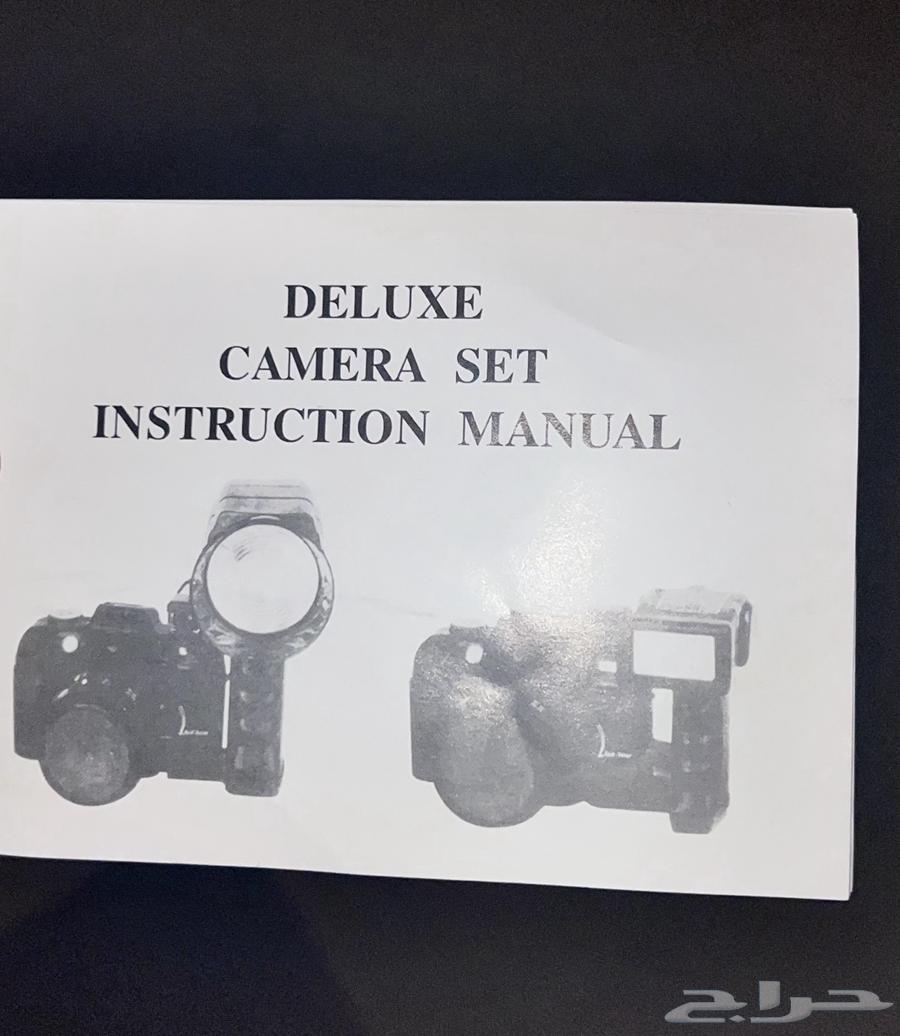 DELUXE
CAMERA SET
INSTRUCTION MANUAL
حراج